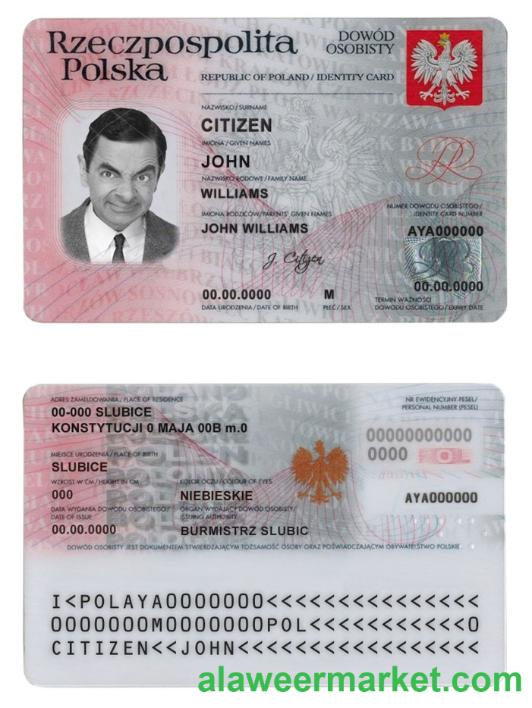 Rzeczpospolita
Polska
DOWÓD
OSOBISTY
REPUBLIC OF POLAND / IDENTITY CARD
NAZWISKO / SURNAME
CITIZEN
IMIONA / GIVEN NAMES
JOHN
NAZWISKO RODOWE / FAMILY NAME
WILLIAMS
IMIONA RODZICÓW/PARENTS' GIVEN NAMES
JOHN WILLIAMS
NUMER DOWODU OSOBISTEGO /
IDENTITY CARD NUMBER
AYA000000
J. Citizen
00.00.0000 M
DATA URODZENIA / DATE OF BIRTH PŁEĆ / SEX
00.00.0000
TERMIN WAŻNOŚCI
DOWODU OSOBISTEGO / EXPIRY DATE
ADRES ZAMELDOWANIA / PLACE OF RESIDENCE
00-000 SLUBICE
KONSTYTUCJI 0 MAJA 00B m.0
NR EWIDENCYJNY PESEL/
PERSONAL NUMBER (PESEL)
00000000000
0000
MIEJSCE URODZENIA / PLACE OF BIRTH
SLUBICE
WZROST W CM / HEIGHT IN CM KOLOR OCZU / COLOUR OF EYES
000 NIEBIESKIE
AYA000000
DATA WYDANIA DOWODU OSOBISTEGO/
DATE OF ISSUE
ORGAN WYDAJĄCY DOWÓD OSOBISTY/
ISSUING AUTHORITY
00.00.0000 BURMISTRZ SLUBIC
DOWÓD OSOBISTY JEST DOKUMENTEM STWIERDZAJĄCYM TOŻSAMOŚĆ OSOBY ORAZ POŚWIADCZAJĄCYM OBYWATELSTWO POLSKIE
I<POLAYA0000000<<<<<<<<<<<<<<<
0000000M0000000POL<<<<<<<<<<<0
CITIZEN<<JOHN<<<<<<<<<<<<<<<<<
alaweermarket.com